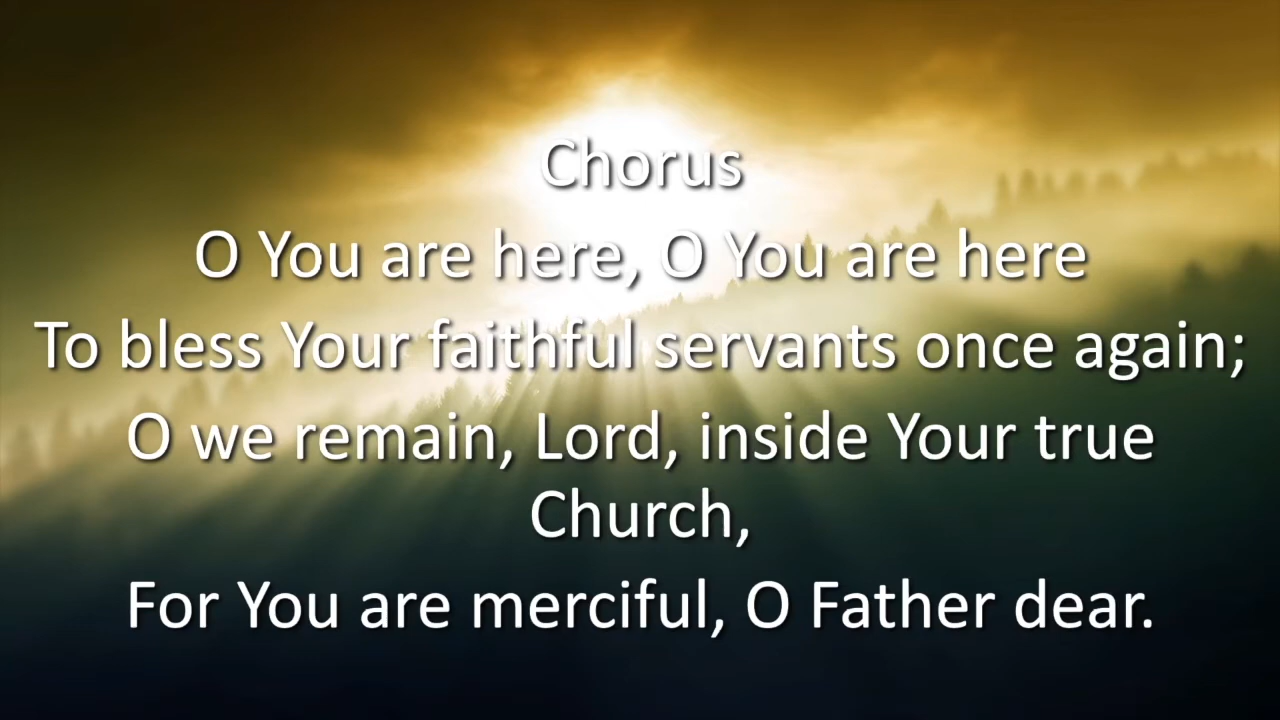 Chorus
O You are here, O You are here
To bless Your faithful servants once again;
O we remain, Lord, inside Your true
Church,
For You are merciful, O Father dear.